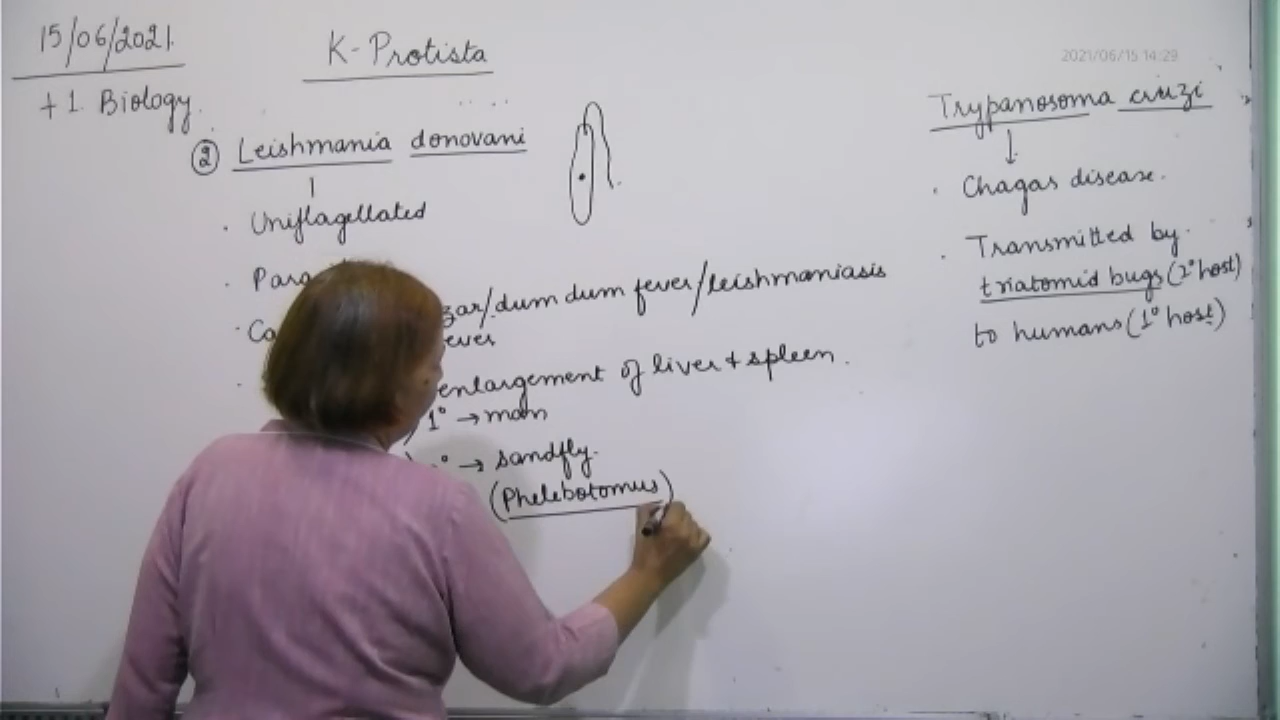 15/06/2021
+1 Biology.
K-Protista
2021/06/15 14:29
② Leishmania donovani
. Uniflagellated
zar/dum dum fever/leishmaniasis
ever
enlargement of liver + spleen.
1° → man
→ sandfly.
(Phelebotomus)
Trypanosoma cruzi
↓
. Chagas disease.
. Transmitted by
triatomid bugs (2° host)
to humans (1° host)